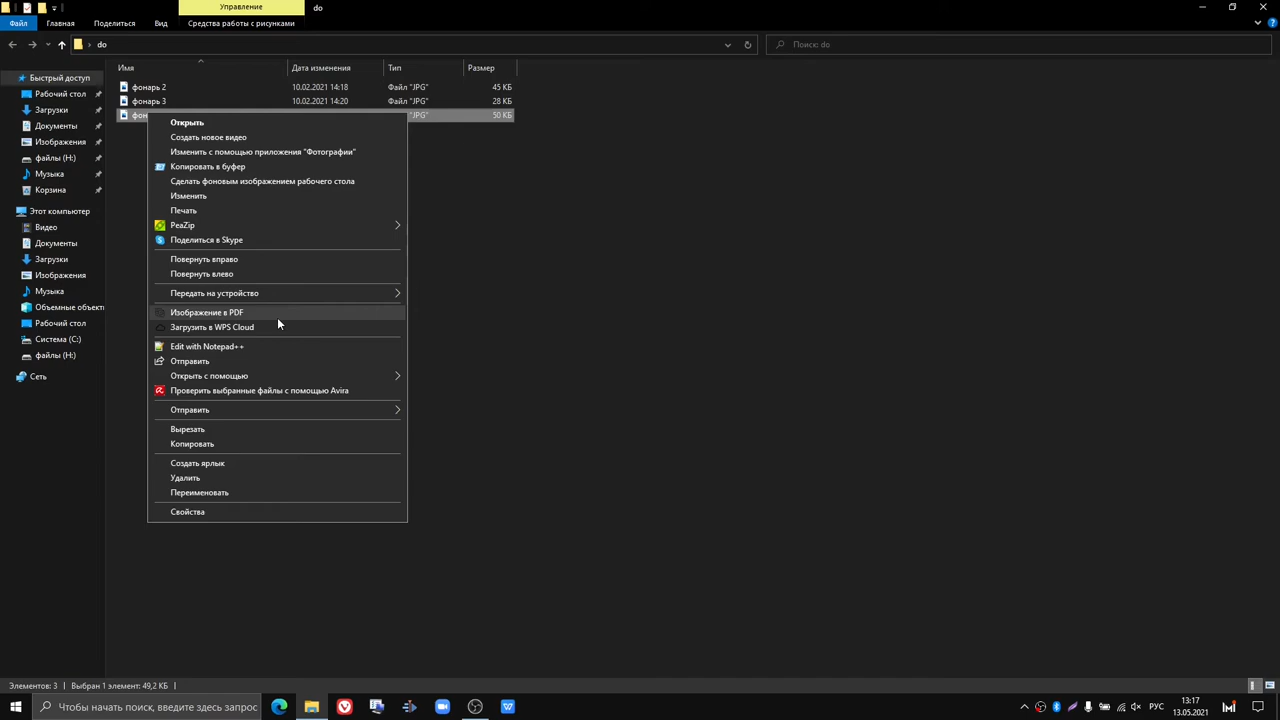 Управление
do
Файл
Главная
Поделиться
Вид
Средства работы с рисунками
do
Поиск: do
Имя
Дата изменения
Тип
Размер
Быстрый доступ
Рабочий стол
Загрузки
Документы
Изображения
файлы (H:)
Музыка
Корзина
Этот компьютер
Видео
Документы
Загрузки
Изображения
Музыка
Объемные объекты
Рабочий стол
Система (C:)
файлы (H:)
Сеть
фонарь 2 10.02.2021 14:18 Файл "JPG" 45 КБ
фонарь 3 10.02.2021 14:20 Файл "JPG" 28 КБ
"JPG" 50 КБ
Открыть
Создать новое видео
Изменить с помощью приложения "Фотографии"
Копировать в буфер
Сделать фоновым изображением рабочего стола
Изменить
Печать
PeaZip
Поделиться в Skype
Повернуть вправо
Повернуть влево
Передать на устройство
Изображение в PDF
Загрузить в WPS Cloud
Edit with Notepad++
Отправить
Открыть с помощью
Проверить выбранные файлы с помощью Avira
Отправить
Вырезать
Копировать
Создать ярлык
Удалить
Переименовать
Свойства
Элементов: 3
Выбран 1 элемент: 49,2 КБ
Чтобы начать поиск, введите здесь запрос
РУС
13:17
13.05.2021